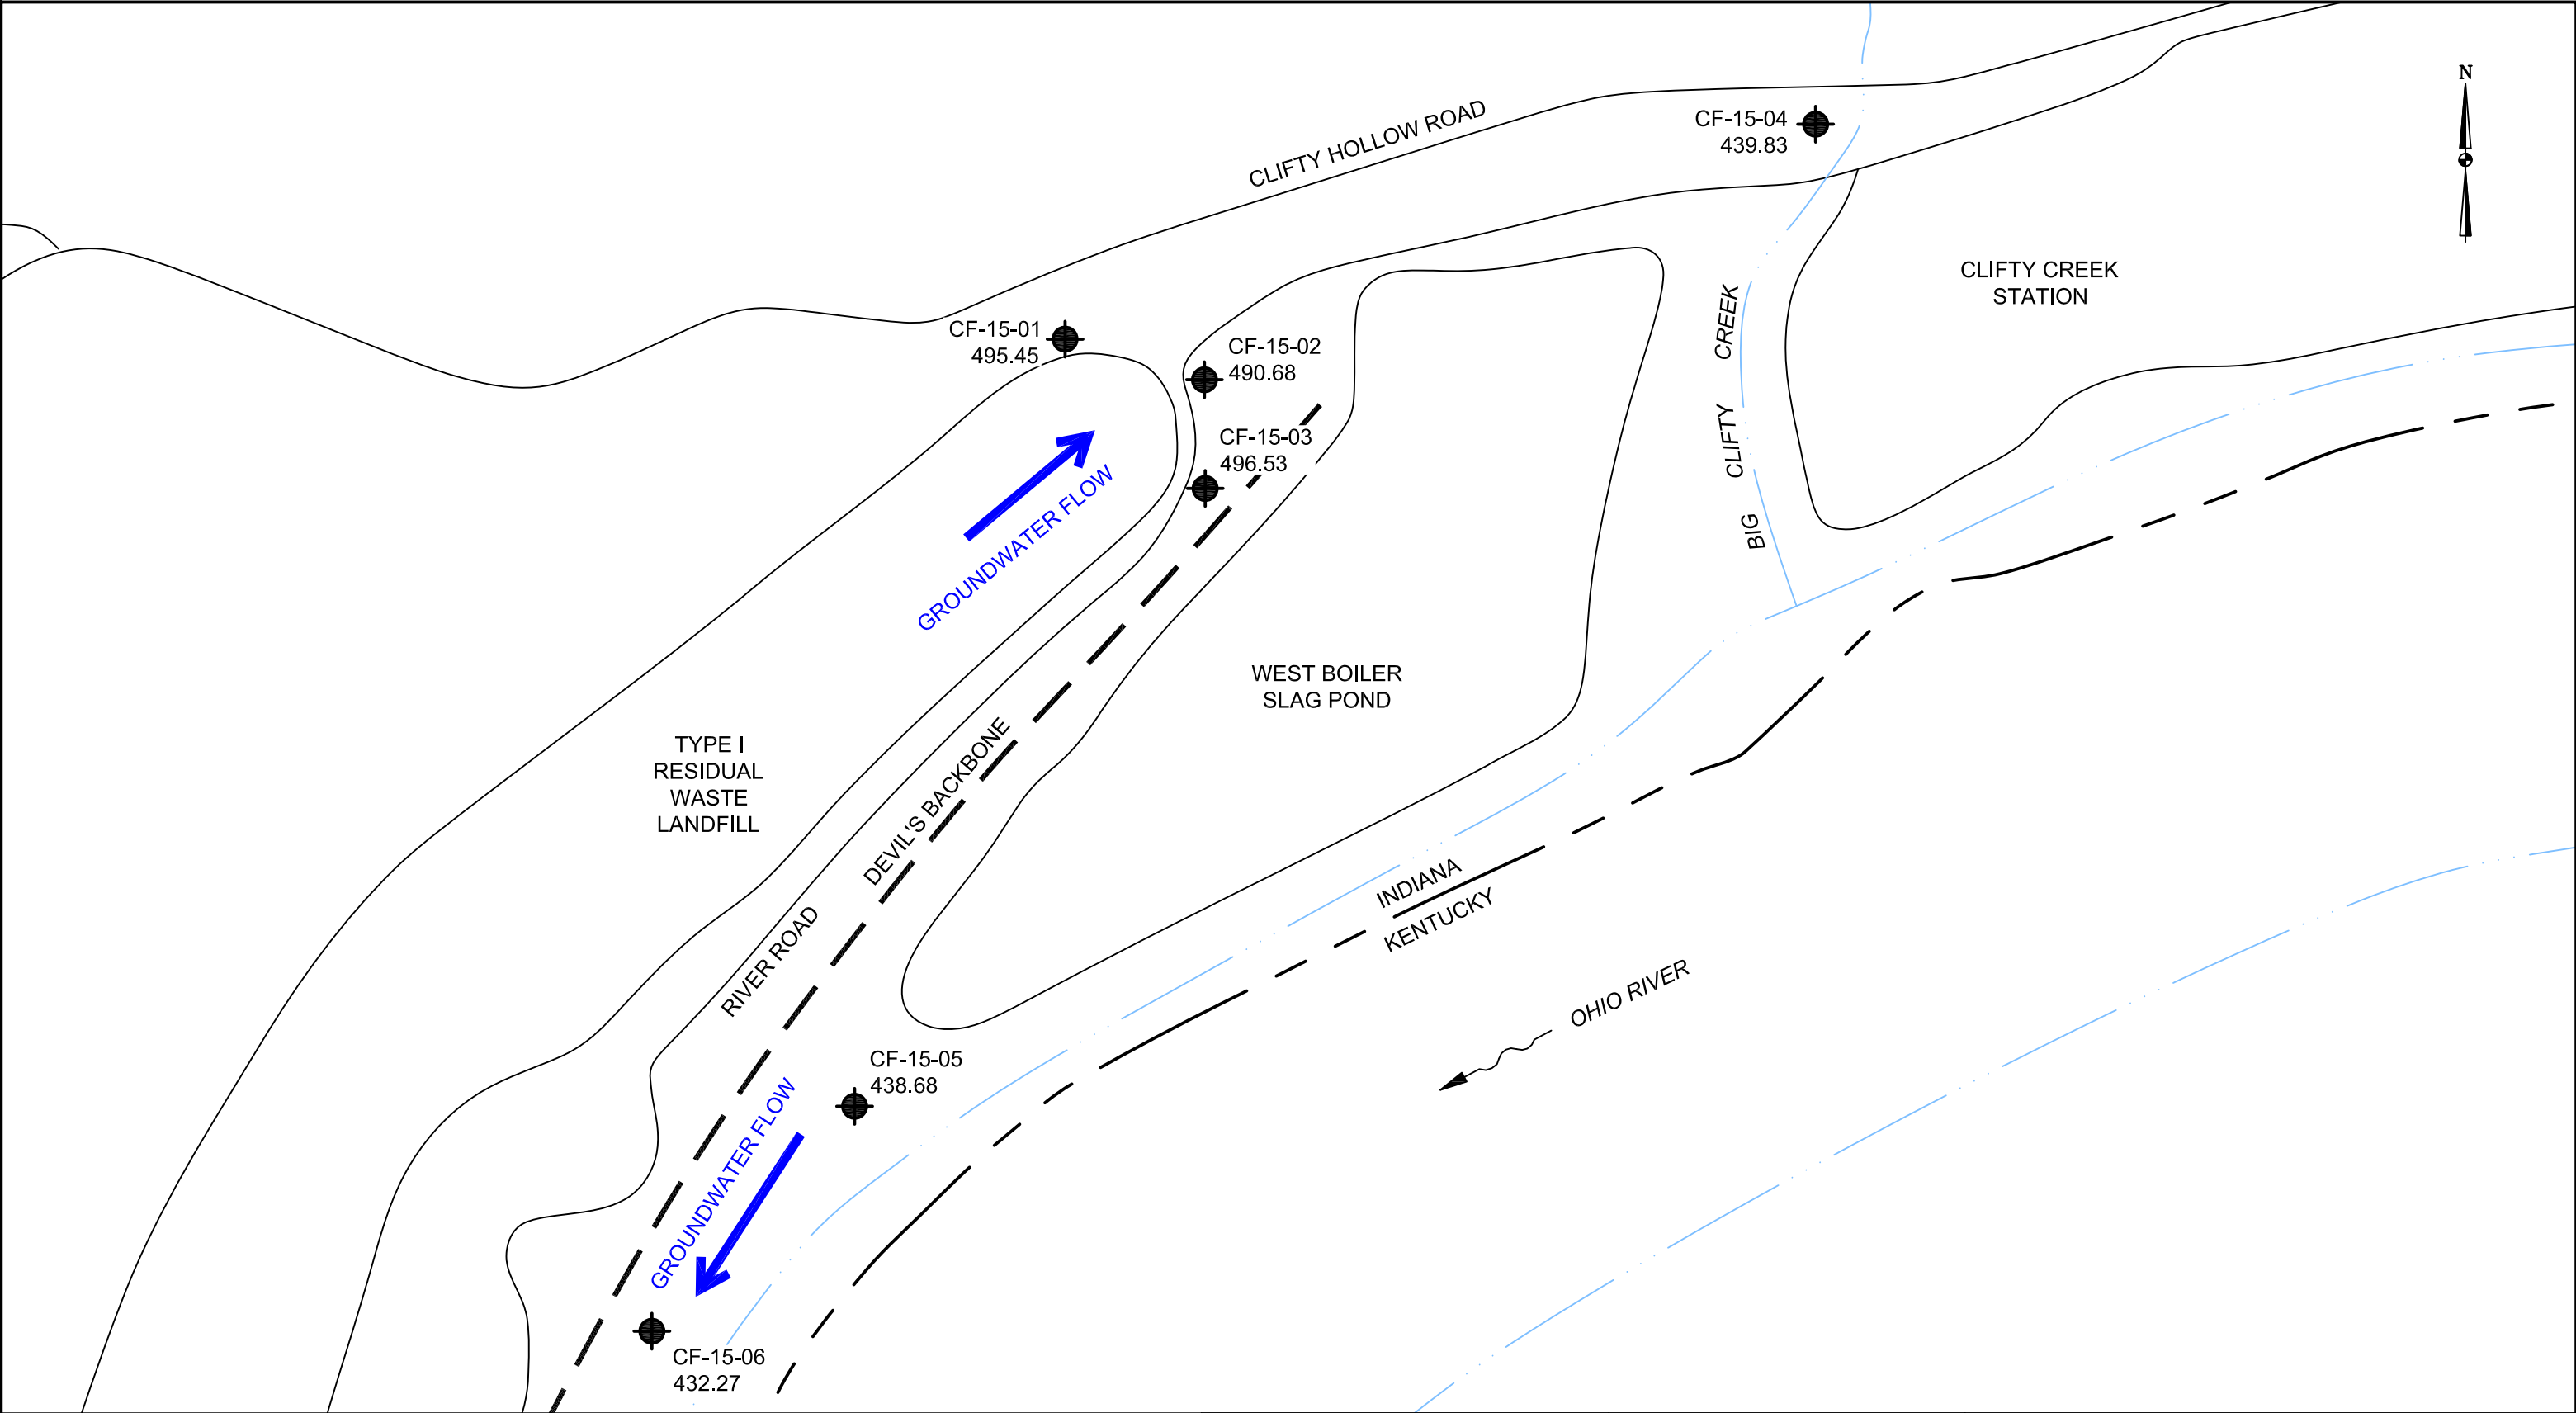 N
CLIFTY HOLLOW ROAD
CF-15-04
439.83
CLIFTY CREEK
STATION
CF-15-01
495.45
CF-15-02
490.68
CF-15-03
496.53
BIG CLIFTY CREEK
GROUNDWATER FLOW
WEST BOILER
SLAG POND
TYPE I
RESIDUAL
WASTE
LANDFILL
DEVIL'S BACKBONE
RIVER ROAD
INDIANA
KENTUCKY
OHIO RIVER
CF-15-05
438.68
GROUNDWATER FLOW
CF-15-06
432.27